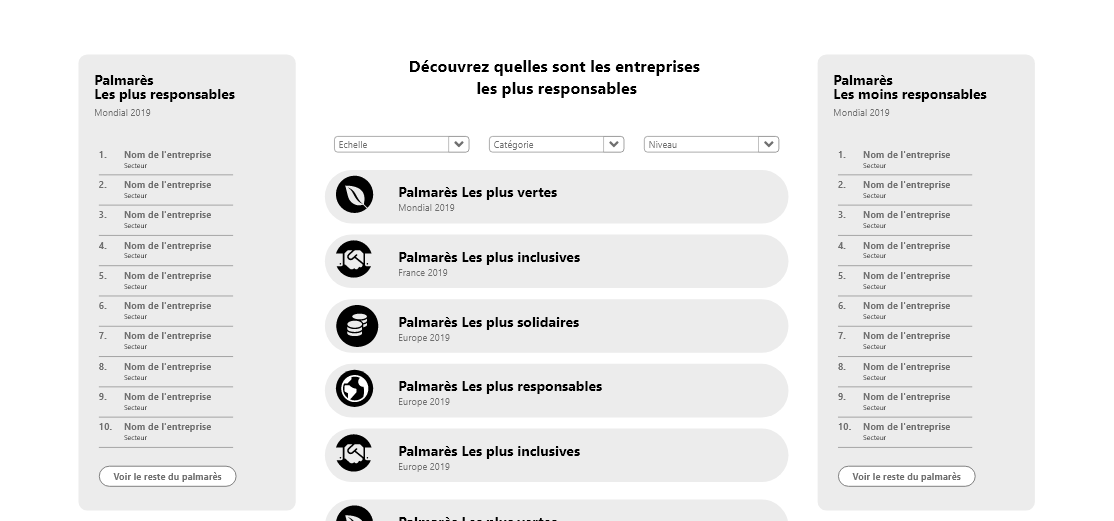 Palmarès
Les plus responsables
Mondial 2019
1. Nom de l'entreprise
Secteur
2. Nom de l'entreprise
Secteur
3. Nom de l'entreprise
Secteur
4. Nom de l'entreprise
Secteur
5. Nom de l'entreprise
Secteur
6. Nom de l'entreprise
Secteur
7. Nom de l'entreprise
Secteur
8. Nom de l'entreprise
Secteur
9. Nom de l'entreprise
Secteur
10. Nom de l'entreprise
Secteur
Voir le reste du palmarès
Découvrez quelles sont les entreprises
les plus responsables
Echelle Catégorie Niveau
Palmarès Les plus vertes
Mondial 2019
Palmarès Les plus inclusives
France 2019
Palmarès Les plus solidaires
Europe 2019
Palmarès Les plus responsables
Europe 2019
Palmarès Les plus inclusives
Europe 2019
Palmarès Les plus vertes
Palmarès
Les moins responsables
Mondial 2019
1. Nom de l'entreprise
Secteur
2. Nom de l'entreprise
Secteur
3. Nom de l'entreprise
Secteur
4. Nom de l'entreprise
Secteur
5. Nom de l'entreprise
Secteur
6. Nom de l'entreprise
Secteur
7. Nom de l'entreprise
Secteur
8. Nom de l'entreprise
Secteur
9. Nom de l'entreprise
Secteur
10. Nom de l'entreprise
Secteur
Voir le reste du palmarès